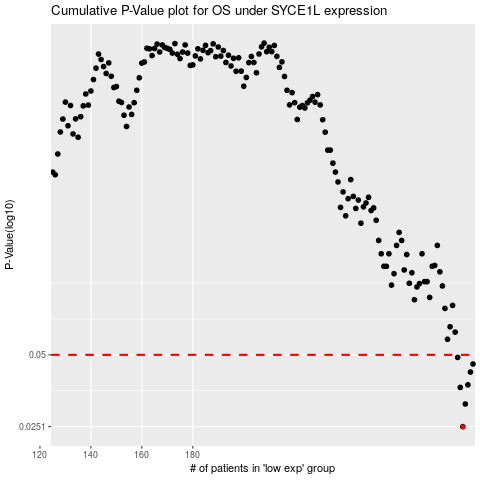 Cumulative P-Value plot for OS under SYCE1L expression
P-Value(log10)
0.05
0.0251
120 140 160 180
# of patients in 'low exp' group